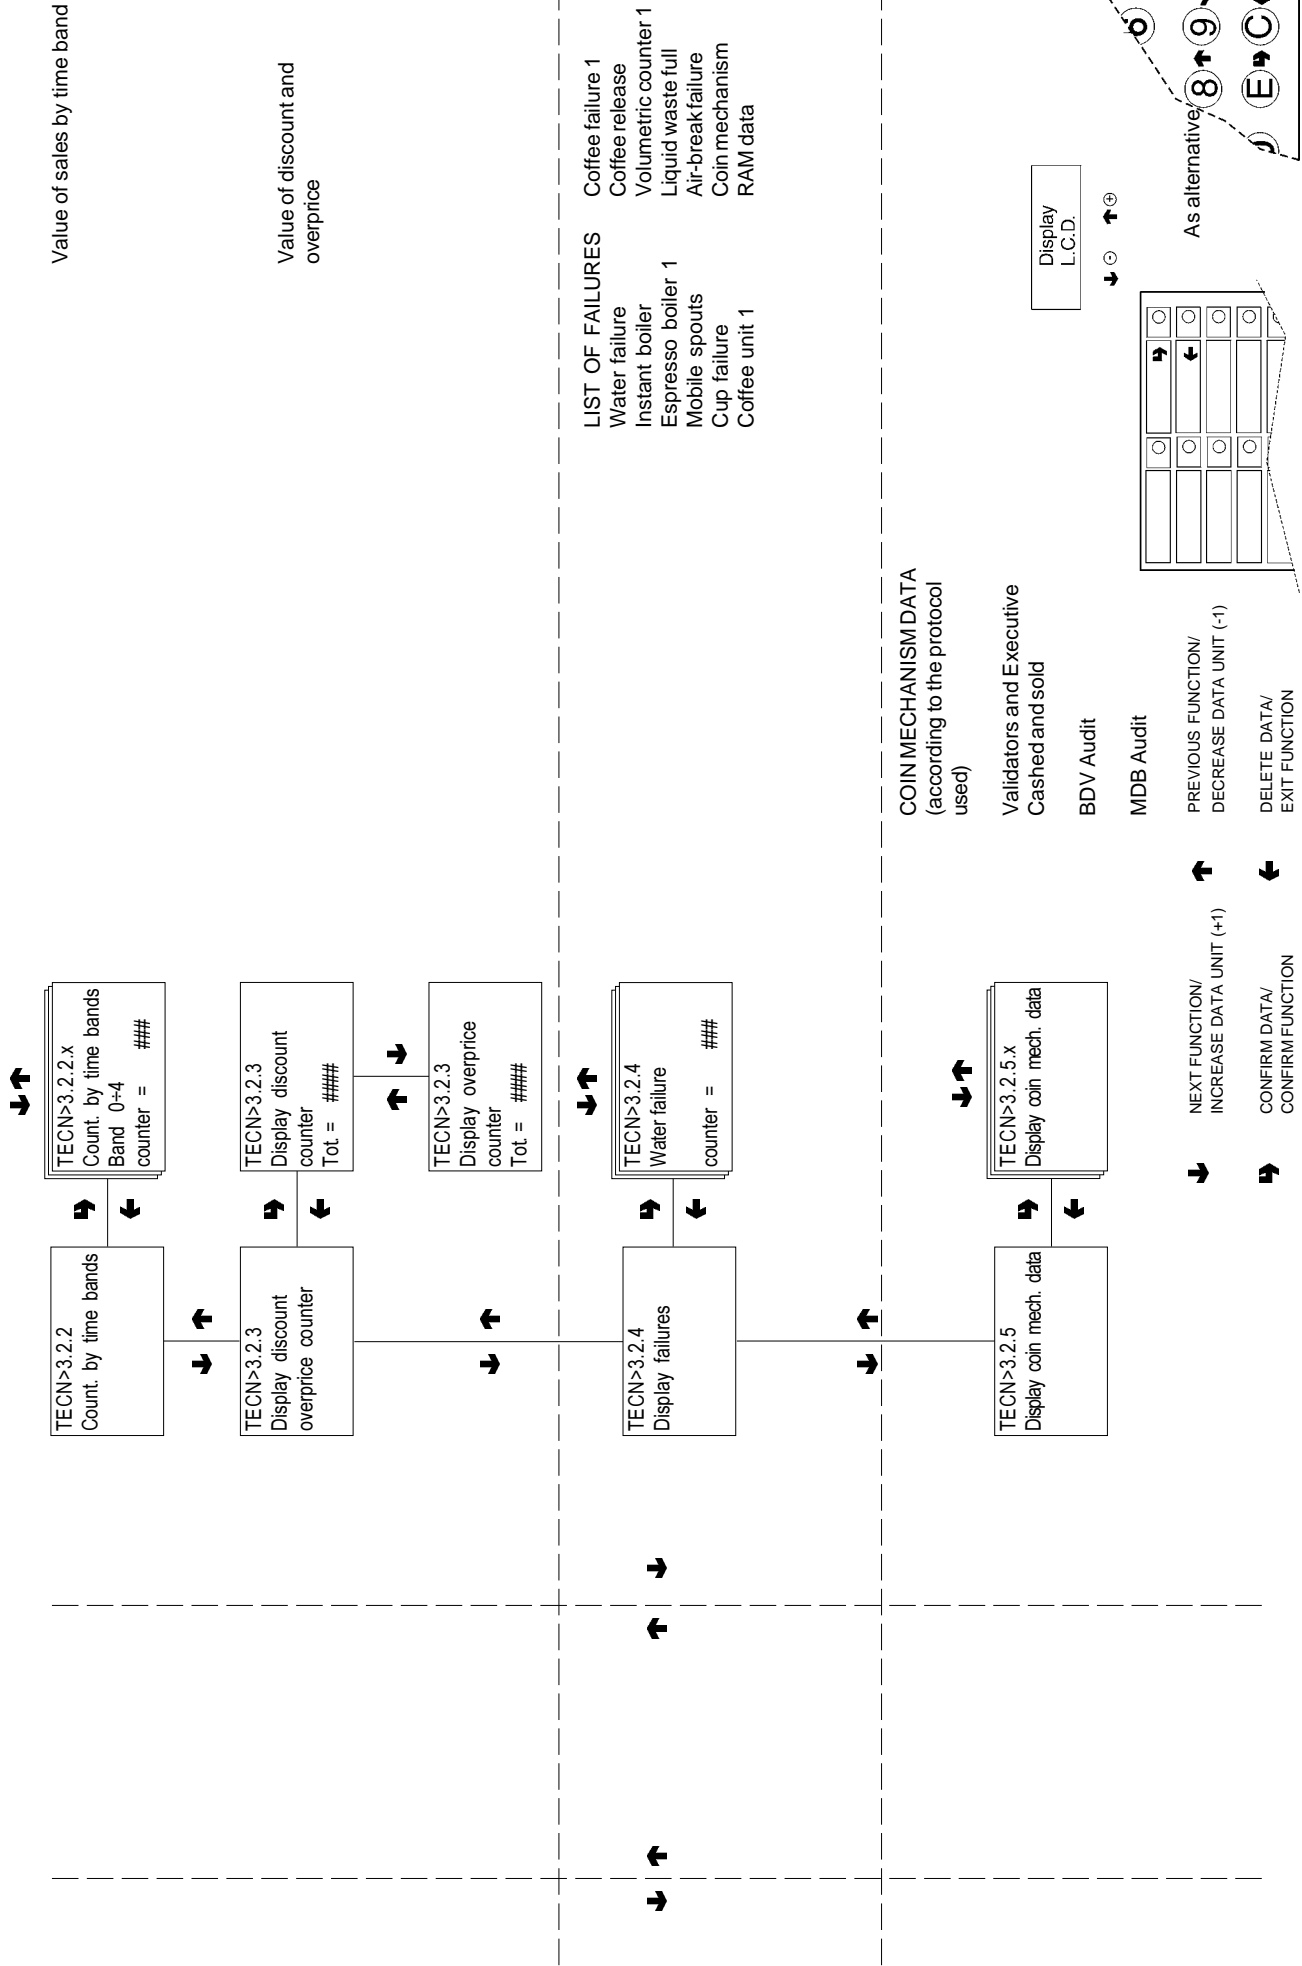 TECN>3.2.2
Count. by time bands
TECN>3.2.2.x
Count. by time bands
Band 0÷4
counter = ###
Value of sales by time band
TECN>3.2.3
Display discount
overprice counter
TECN>3.2.3
Display discount
counter
Tot. = ####
Value of discount and
overprice
TECN>3.2.3
Display overprice
counter
Tot. = ####
TECN>3.2.4
Display failures
TECN>3.2.4
Water failure
counter = ###
LIST OF FAILURES
Water failure
Instant boiler
Espresso boiler 1
Mobile spouts
Cup failure
Coffee unit 1
Coffee failure 1
Coffee release
Volumetric counter 1
Liquid waste full
Air-break failure
Coin mechanism
RAM data
TECN>3.2.5
Display coin mech. data
TECN>3.2.5.x
Display coin mech. data
COIN MECHANISM DATA
(according to the protocol
used)
Validators and Executive
Cashed and sold
BDV Audit
MDB Audit
NEXT FUNCTION/
INCREASE DATA UNIT (+1)
PREVIOUS FUNCTION/
DECREASE DATA UNIT (-1)
CONFIRM DATA/
CONFIRM FUNCTION
DELETE DATA/
EXIT FUNCTION
Display
L.C.D.
- +
As alternative
6
8 9
E C